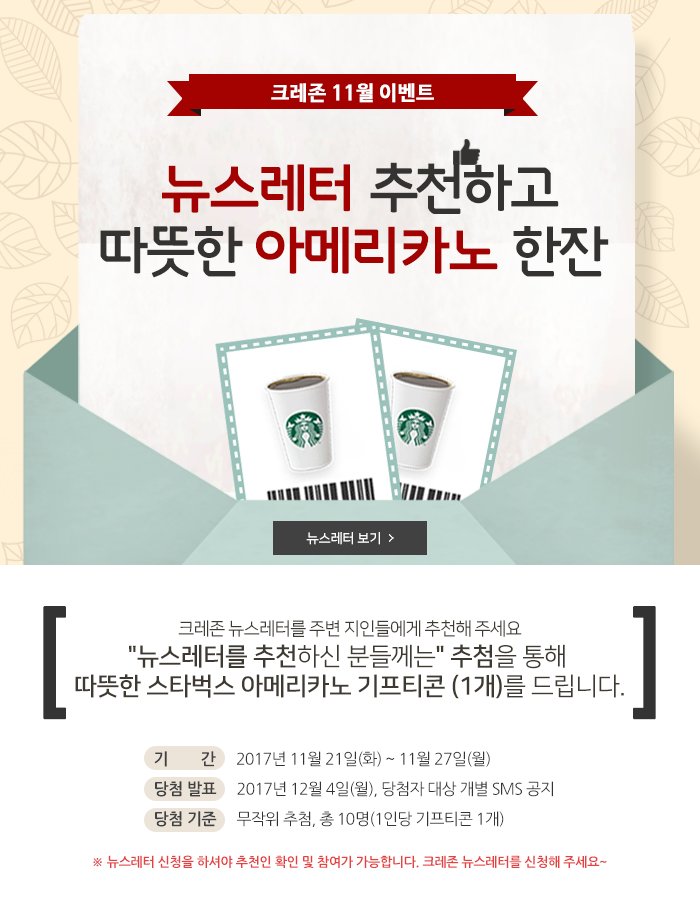 크레존 11월 이벤트
뉴스레터 추천하고
따뜻한 아메리카노 한잔
뉴스레터 보기 >
크레존 뉴스레터를 주변 지인들에게 추천해 주세요
"뉴스레터를 추천하신 분들께는" 추첨을 통해
따뜻한 스타벅스 아메리카노 기프티콘 (1개)를 드립니다.
기 간 2017년 11월 21일(화) ~ 11월 27일(월)
당첨 발표 2017년 12월 4일(월), 당첨자 대상 개별 SMS 공지
당첨 기준 무작위 추첨, 총 10명(1인당 기프티콘 1개)
※ 뉴스레터 신청을 하셔야 추천인 확인 및 참여가 가능합니다. 크레존 뉴스레터를 신청해 주세요~